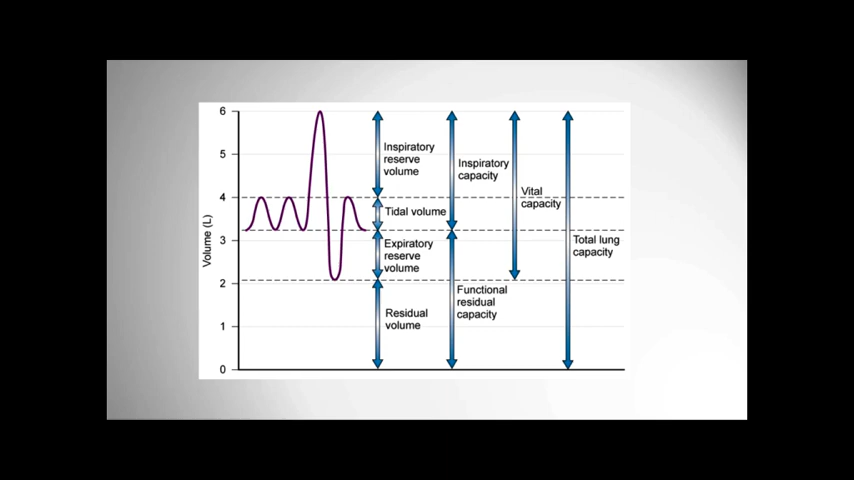 Volume (L)
6
5
4
3
2
1
0
Inspiratory
reserve
volume
Tidal volume
Expiratory
reserve
volume
Residual
volume
Inspiratory
capacity
Functional
residual
capacity
Vital
capacity
Total lung
capacity